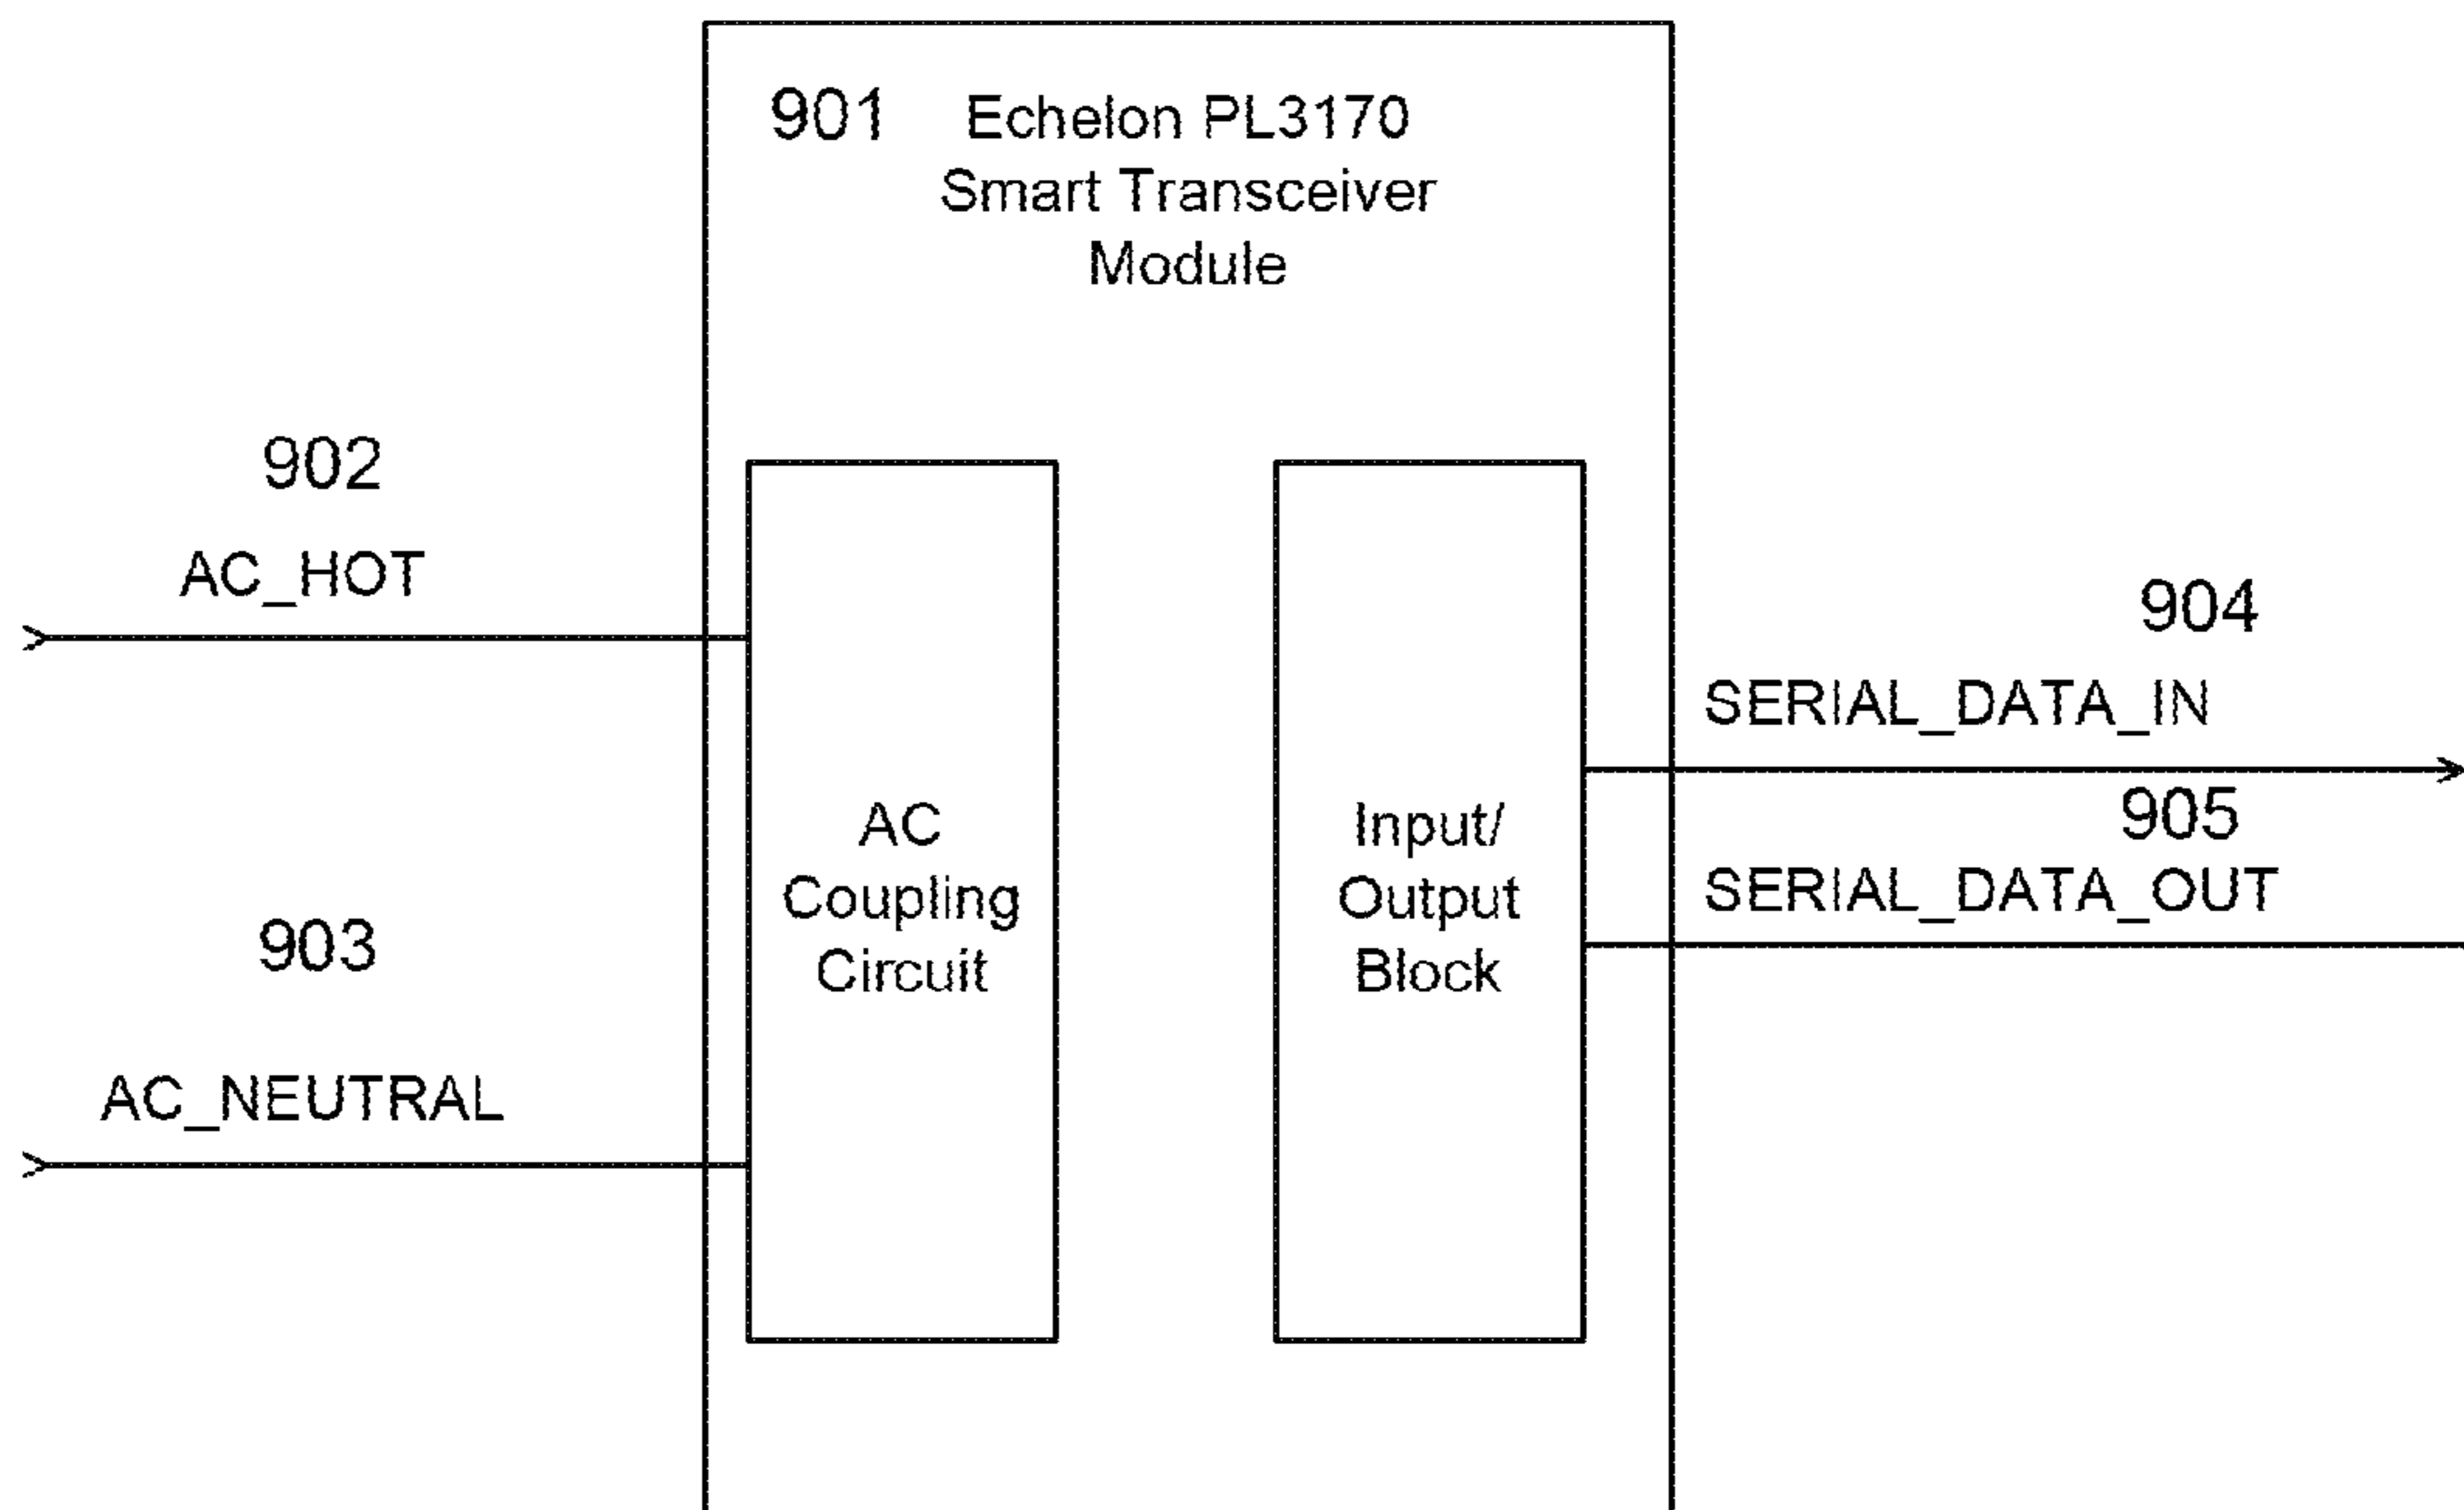 901 Echelon PL3170
Smart Transceiver
Module
902
AC_HOT
903
AC_NEUTRAL
AC
Coupling
Circuit
Input/
Output
Block
904
SERIAL_DATA_IN
905
SERIAL_DATA_OUT